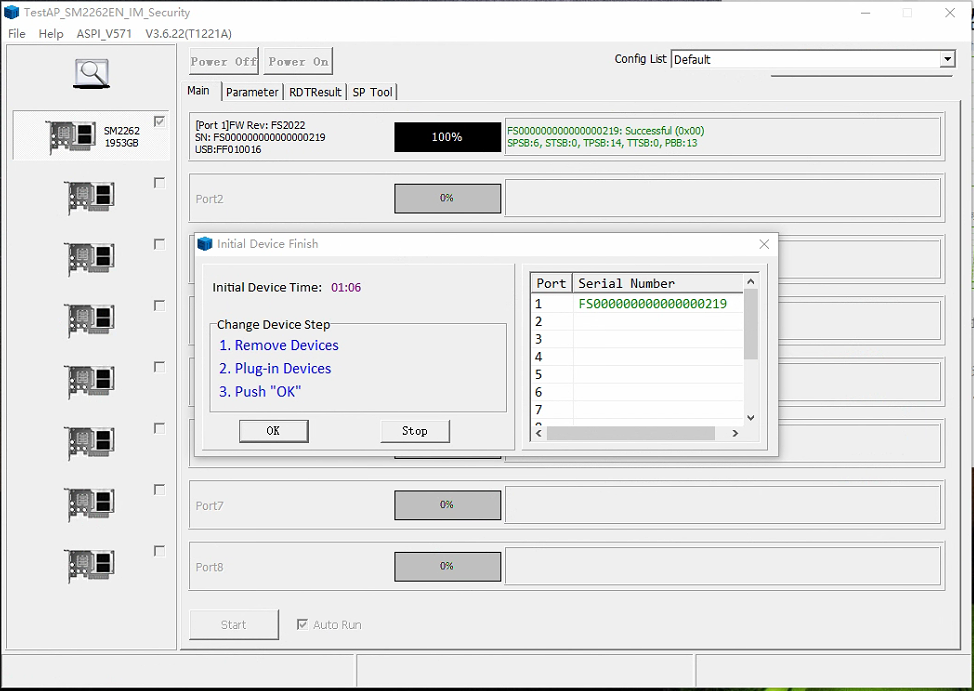 TestAP_SM2262EN_IM_Security
File Help ASPI_V571 V3.6.22(T1221A)
Power Off Power On
Config List Default
Main Parameter RDTResult SP Tool
SM2262
1953GB
[Port 1]FW Rev: FS2022
SN: FS000000000000000219
USB:FF010016
100%
FS000000000000000219: Successful (0x00)
SPSB:6, STSB:0, TPSB:14, TTSB:0, PBB:13
Port2
0%
Initial Device Finish
Initial Device Time: 01:06
Change Device Step
1. Remove Devices
2. Plug-in Devices
3. Push "OK"
OK Stop
Port Serial Number
1 FS000000000000000219
2
3
4
5
6
7
Port7
0%
Port8
0%
Start
Auto Run